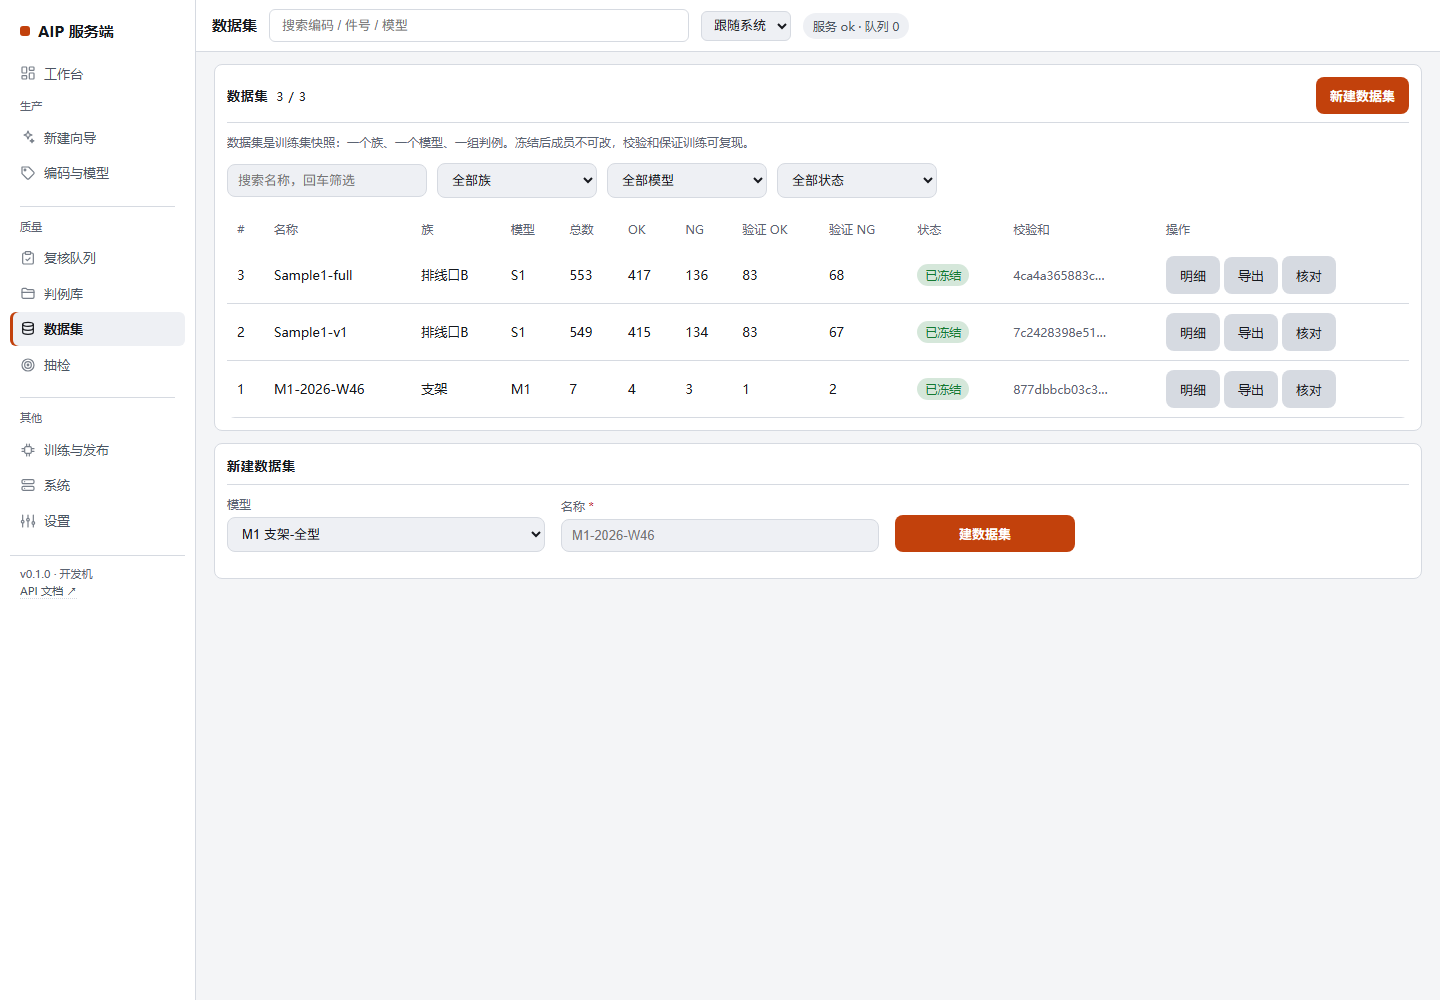 AIP 服务端
工作台
生产
新建向导
编码与模型
质量
复核队列
判例库
数据集
抽检
其他
训练与发布
系统
设置
v0.1.0 · 开发机
API 文档 ↗
数据集 搜索编码 / 件号 / 模型 跟随系统 服务 ok · 队列 0
数据集 3 / 3 新建数据集
数据集是训练集快照：一个族、一个模型、一组判例。冻结后成员不可改，校验和保证训练可复现。
搜索名称，回车筛选 全部族 全部模型 全部状态
# 名称 族 模型 总数 OK NG 验证 OK 验证 NG 状态 校验和 操作
3 Sample1-full 排线口B S1 553 417 136 83 68 已冻结 4ca4a365883c... 明细 导出 核对
2 Sample1-v1 排线口B S1 549 415 134 83 67 已冻结 7c2428398e51... 明细 导出 核对
1 M1-2026-W46 支架 M1 7 4 3 1 2 已冻结 877dbbcb03c3... 明细 导出 核对
新建数据集
模型 名称 *
M1 支架-全型 M1-2026-W46 建数据集